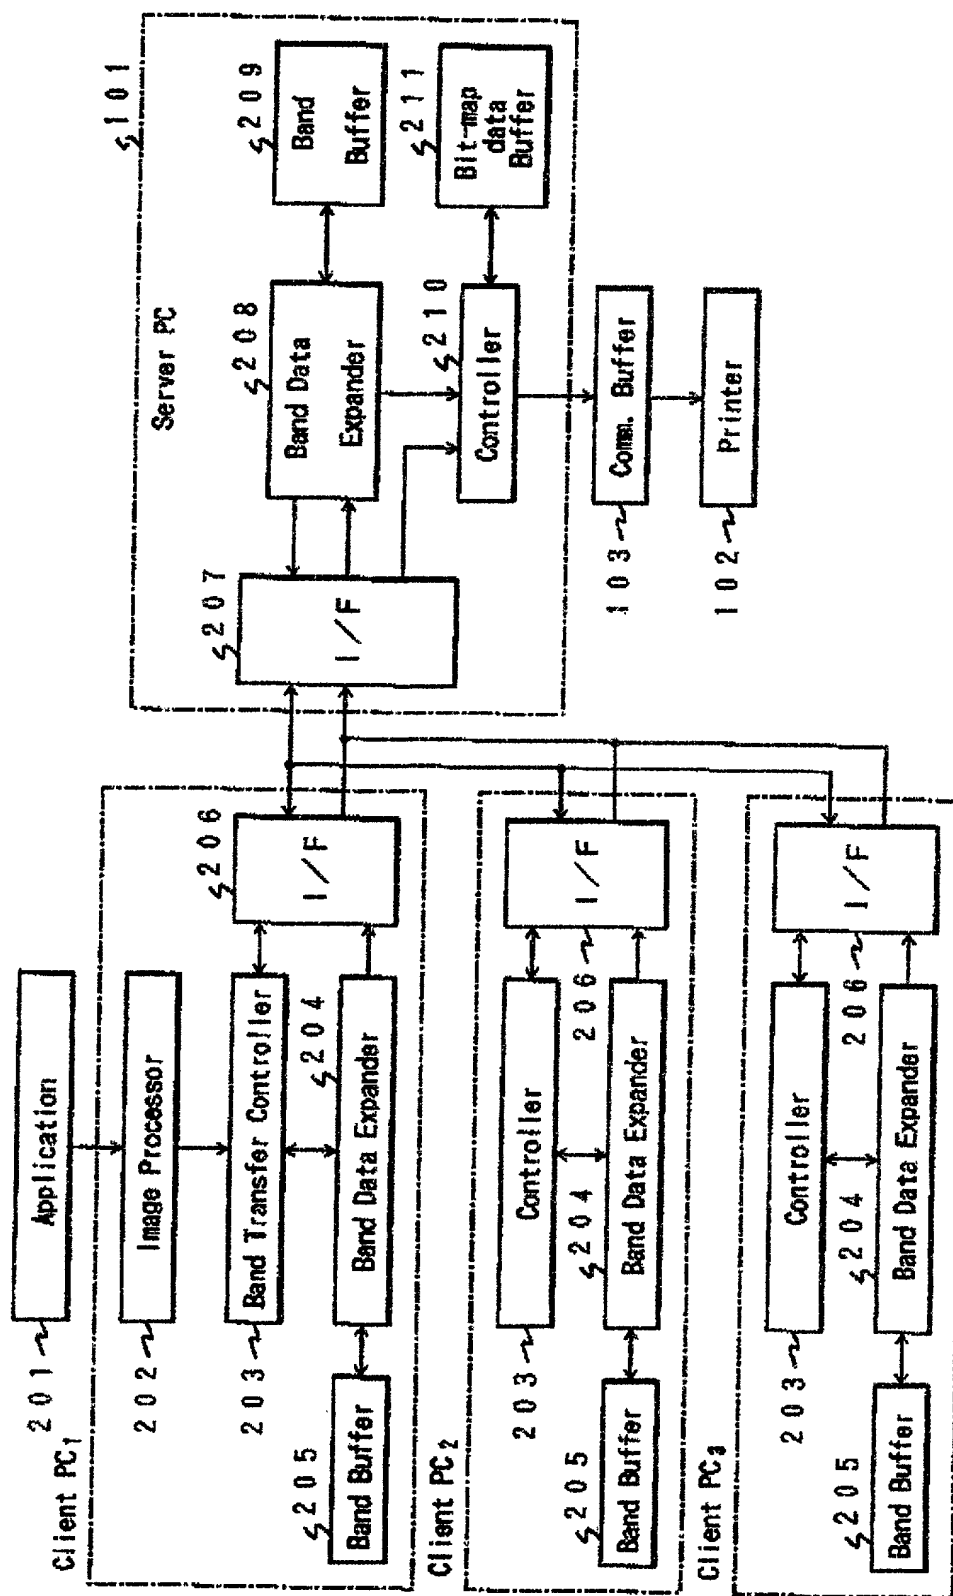 Client PC1
201
Application
202
Image Processor
203
Band Transfer Controller
204
Band Data Expander
205
Band Buffer
206
I/F
Client PC2
203
Controller
204
Band Data Expander
205
Band Buffer
206
I/F
Client PC3
203
Controller
204
Band Data Expander
205
Band Buffer
206
I/F
Server PC
101
207
I/F
208
Band Data
Expander
209
Band
Buffer
210
Controller
211
Bit-map
data
Buffer
103
Comm. Buffer
102
Printer